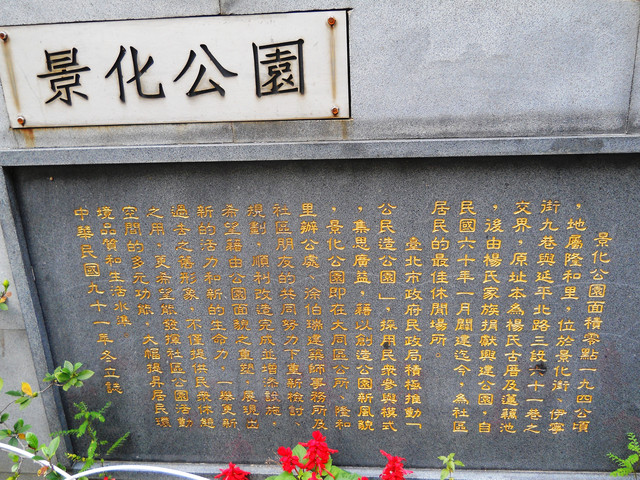 景化公園
景化公園面積零點一九四公頃
，地屬隆和里，位於景化街、伊寧
街九巷與延平北路三段六十一巷之
交界，原址本為楊氏古厝及蓮藕池
，後由楊氏家族捐獻興建公園，自
民國六十年一月闢建迄今，為社區
居民的最佳休閒場所。
臺北市政府民政局積極推動「
公民造公園」，採用民眾參與模式
，集思廣益，藉以創造公園新風貌
，景化公園即在大同區公所、隆和
里辦公處、徐伯瑞建築師事務所及
社區朋友的共同努力下重新檢討、
規劃，順利改造完成並增添設施，展現立
希望藉由公園面貌之重塑，一舉更新
新的活力和新的生命力，
過去之舊形象，不僅提供民眾休憩
之用，更希望能發揮社區公園活動
空間的多元功能，大幅提昇居民環
境品質和生活水準。
中華民國九十一年冬立誌